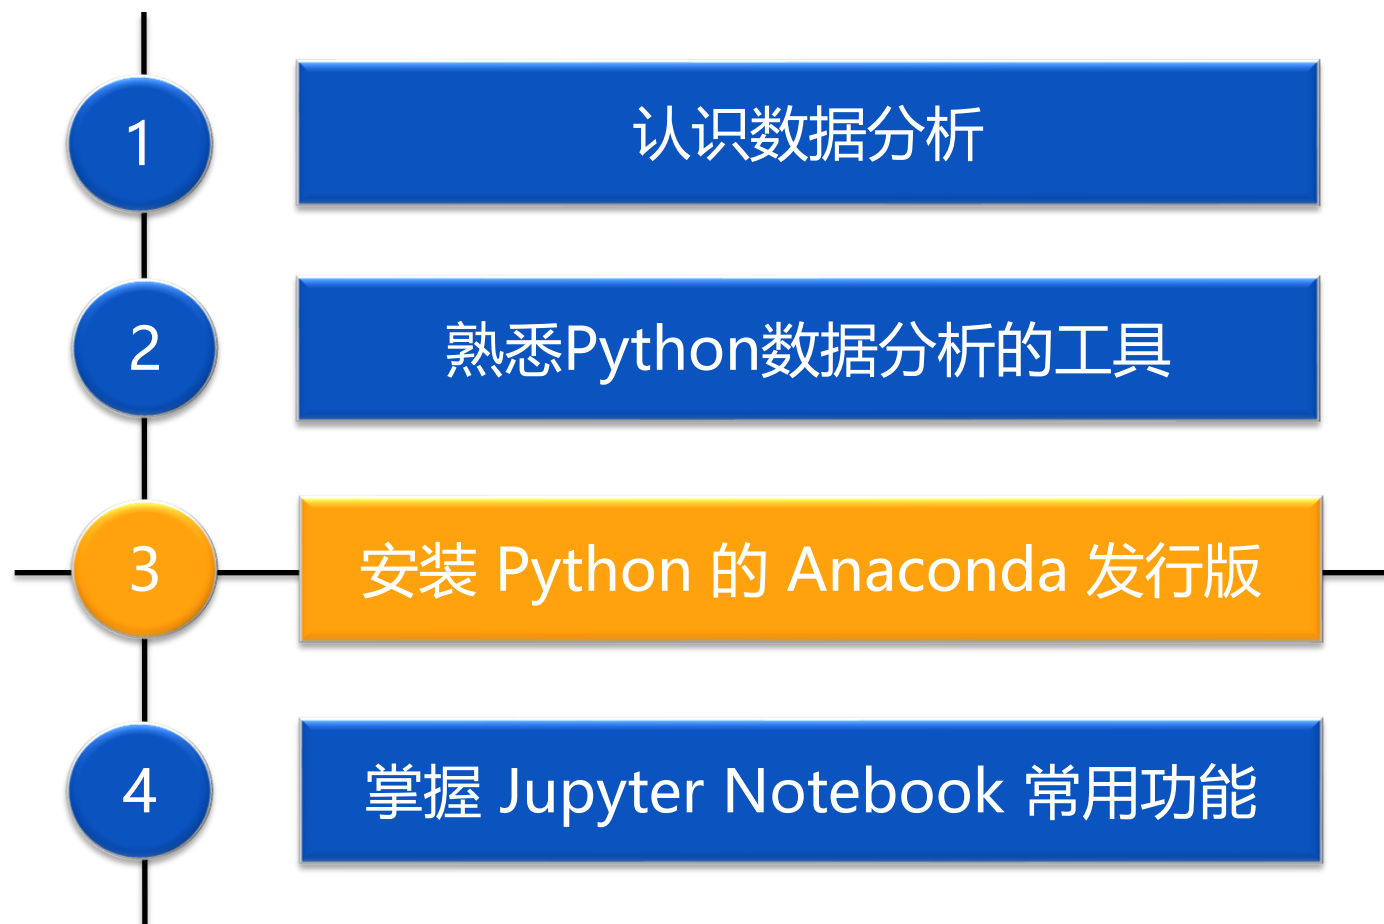 1
认识数据分析
2
熟悉Python数据分析的工具
3
安装 Python 的 Anaconda 发行版
4
掌握 Jupyter Notebook 常用功能